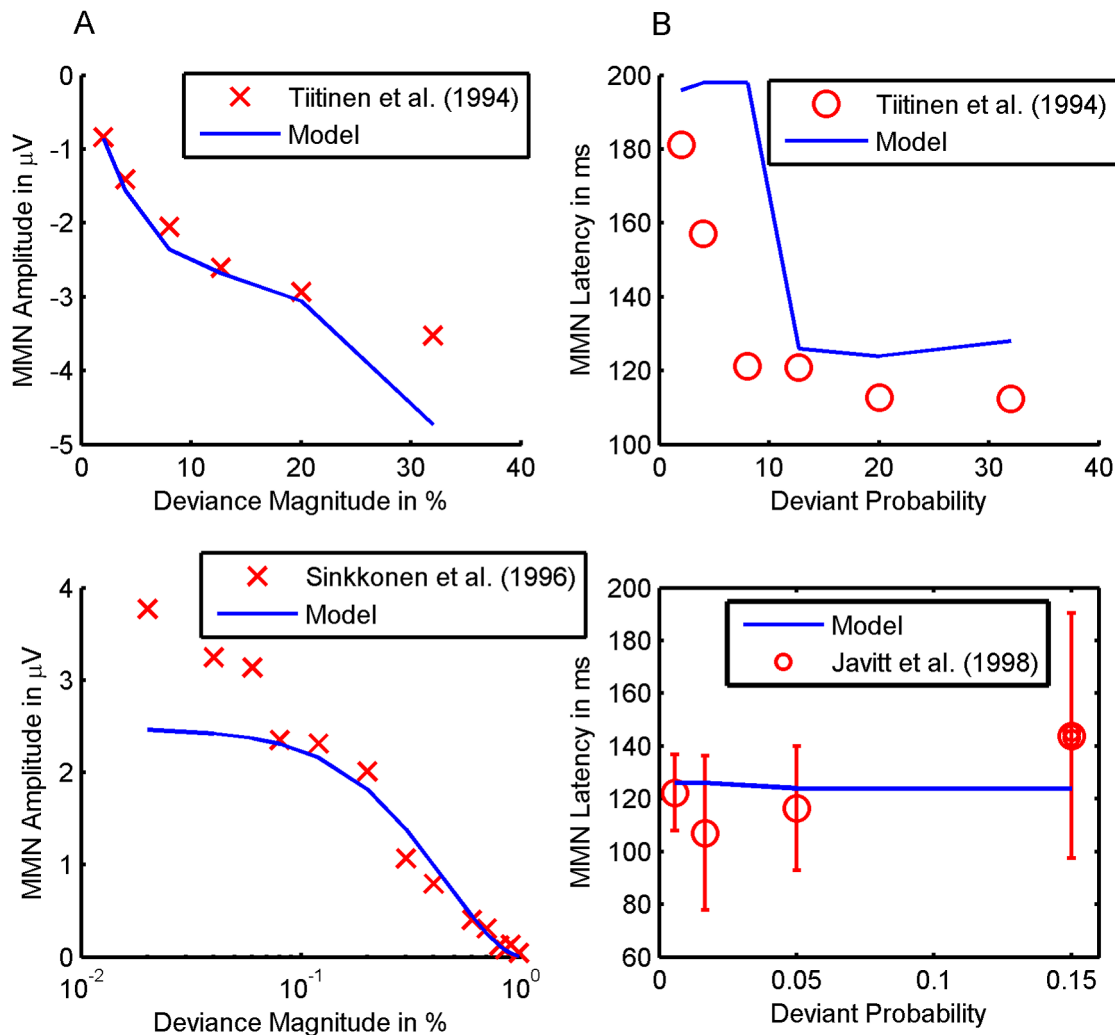 A
0
-1
-2
-3
-4
-5
0
10
20
30
40
MMN Amplitude in μV
Deviance Magnitude in %
Tiitinen et al. (1994)
Model
B
200
180
160
140
120
100
0
10
20
30
40
MMN Latency in ms
Deviant Probability
Tiitinen et al. (1994)
Model
4
3
2
1
0
10^-2
10^-1
10^0
MMN Amplitude in μV
Deviance Magnitude in %
Sinkkonen et al. (1996)
Model
200
180
160
140
120
100
80
60
0
0.05
0.1
0.15
MMN Latency in ms
Deviant Probability
Model
Javitt et al. (1998)